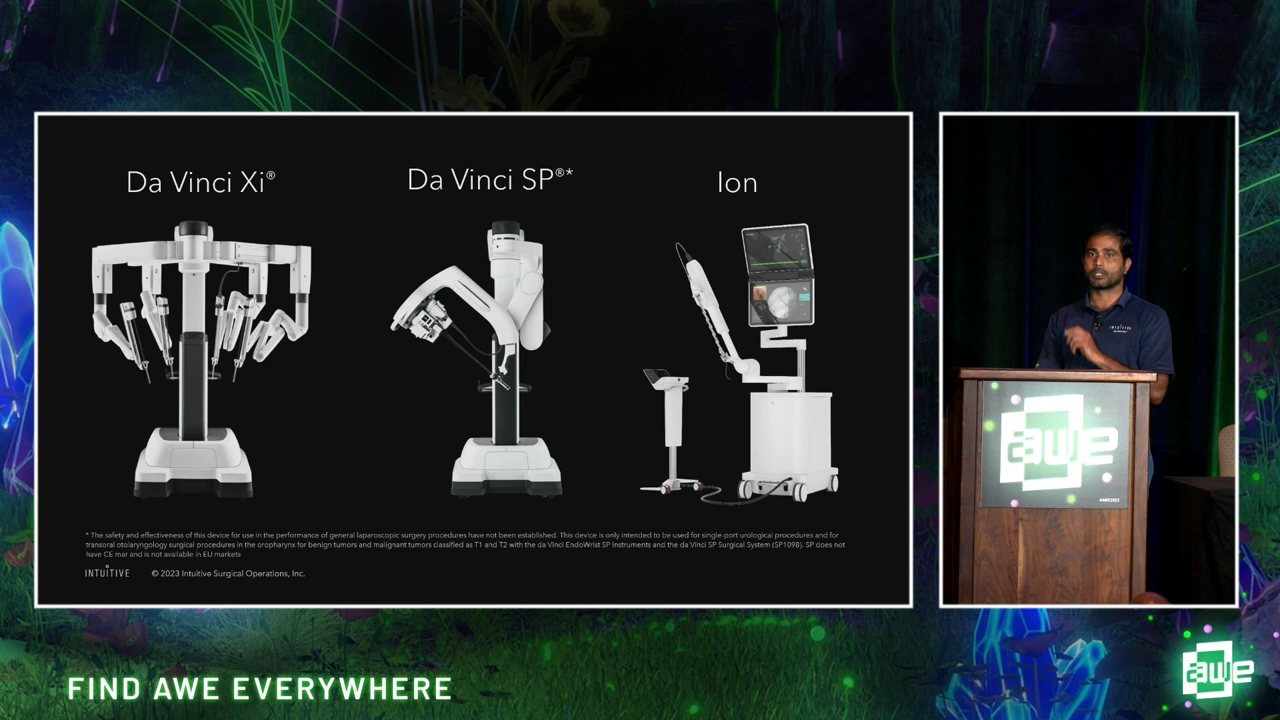 Da Vinci Xi®
Da Vinci SP®*
Ion
* The safety and effectiveness of this device for use in the performance of general laparoscopic surgery procedures have not been established. This device is only intended to be used for single-port urological procedures and for
transoral otolaryngology surgical procedures in the oropharynx for benign tumors and malignant tumors classified as T1 and T2 with the da Vinci EndoWrist SP Instruments and the da Vinci SP Surgical System (SP1098). SP does not
have CE mar and is not available in EU markets
INTUITIVE © 2023 Intuitive Surgical Operations, Inc.
INTUITIVE
awe
#AWE2023
FIND AWE EVERYWHERE
awe